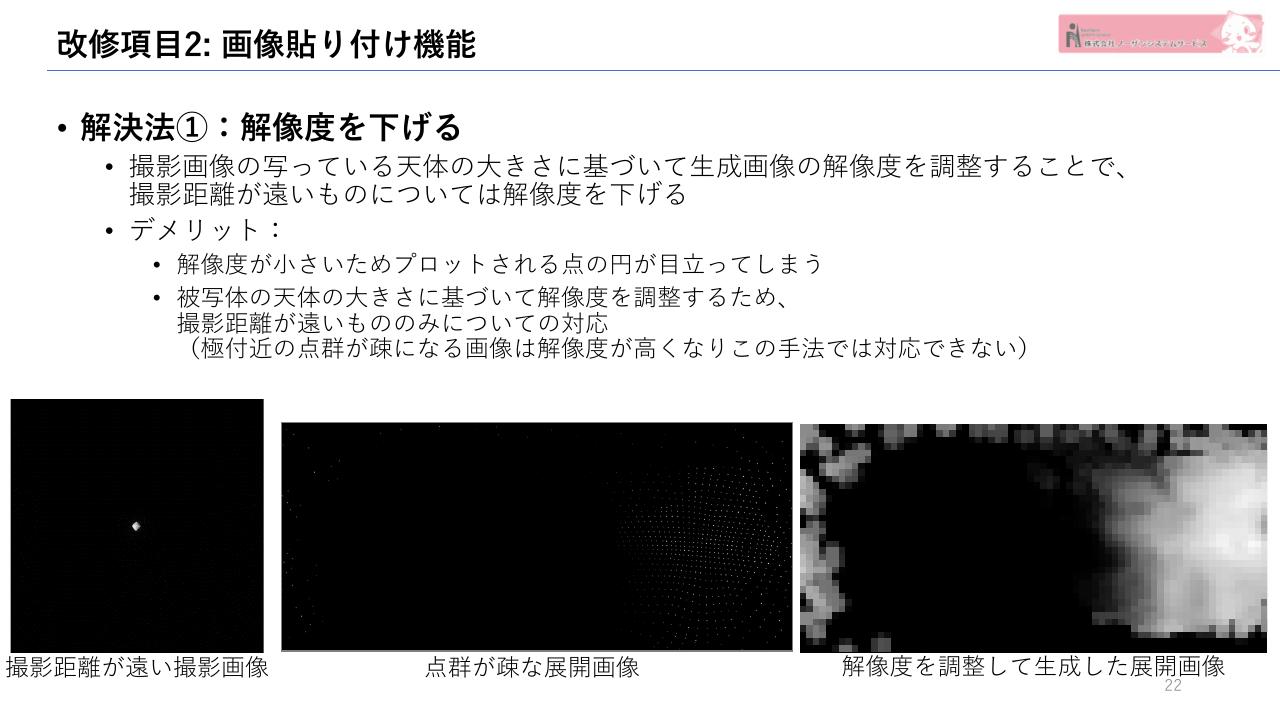 改修項目2: 画像貼り付け機能
株式会社 ノーザンシステムサービス
• 解決法①：解像度を下げる
• 撮影画像の写っている天体の大きさに基づいて生成画像の解像度を調整することで、
撮影距離が遠いものについては解像度を下げる
• デメリット：
• 解像度が小さいためプロットされる点の円が目立ってしまう
• 被写体の天体の大きさに基づいて解像度を調整するため、
撮影距離が遠いもののみについての対応
（極付近の点群が疎になる画像は解像度が高くなりこの手法では対応できない）
撮影距離が遠い撮影画像
点群が疎な展開画像
解像度を調整して生成した展開画像
22